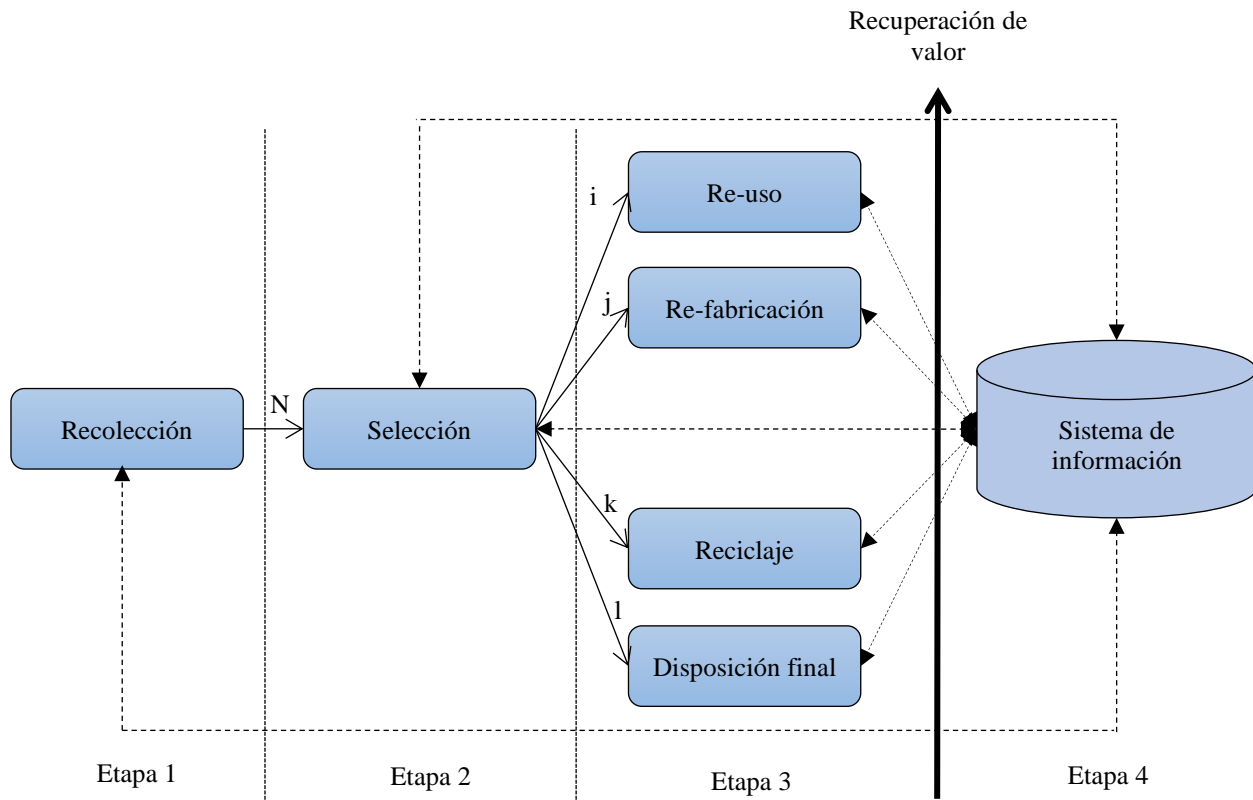 Recuperación de
valor
Re-uso
i
Re-fabricación
j
N
Recolección
Selección
Sistema de
información
k
Reciclaje
l
Disposición final
Etapa 1
Etapa 2
Etapa 3
Etapa 4